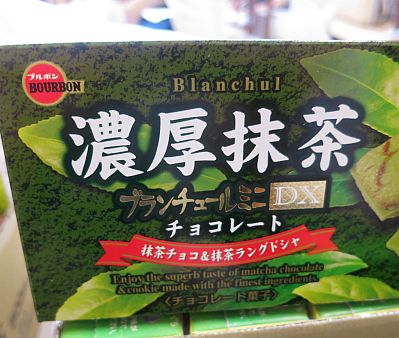 ブルボン
BOURBON
Blanchul
濃厚抹茶
ブランチュールミニDX
チョコレート
抹茶チョコ&抹茶ラングドシャ
Enjoy the superb taste of matcha chocolate
& cookie made with the finest ingredients.
〈チョコレート菓子〉